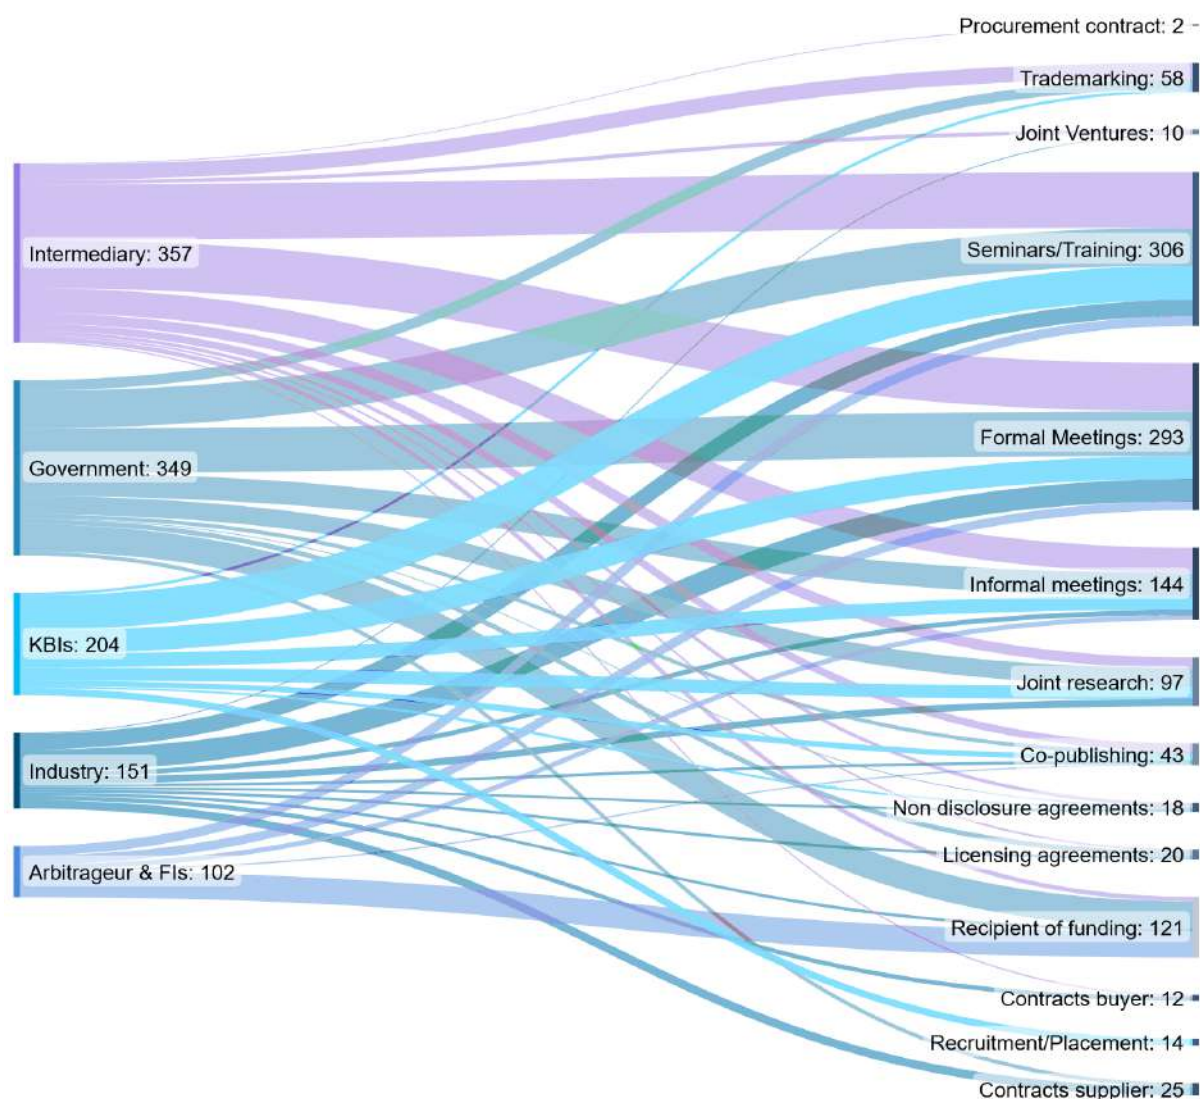 Intermediary: 357
Government: 349
KBIs: 204
Industry: 151
Arbitrageur & FIs: 102
Procurement contract: 2
Trademarking: 58
Joint Ventures: 10
Seminars/Training: 306
Formal Meetings: 293
Informal meetings: 144
Joint research: 97
Co-publishing: 43
Non disclosure agreements: 18
Licensing agreements: 20
Recipient of funding: 121
Contracts buyer: 12
Recruitment/Placement: 14
Contracts supplier: 25